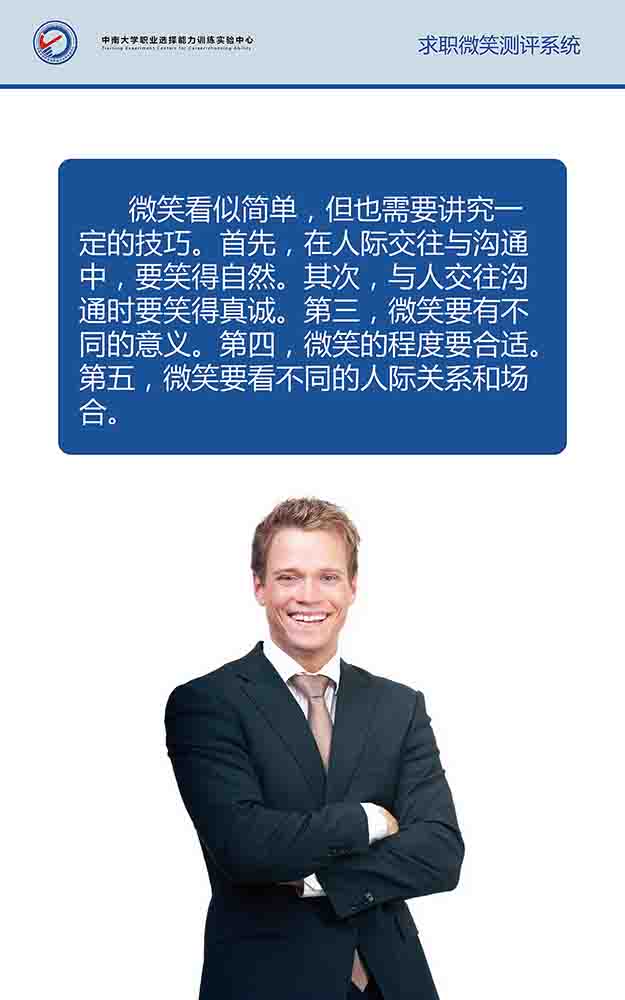 中南大学职业选择能力训练实验中心
求职微笑测评系统
微笑看似简单，但也需要讲究一
定的技巧。首先，在人际交往与沟通
中，要笑得自然。其次，与人交往沟
通时要笑得真诚。第三，微笑要有不
同的意义。第四，微笑的程度要合适。
第五，微笑要看不同的人际关系和场
合。